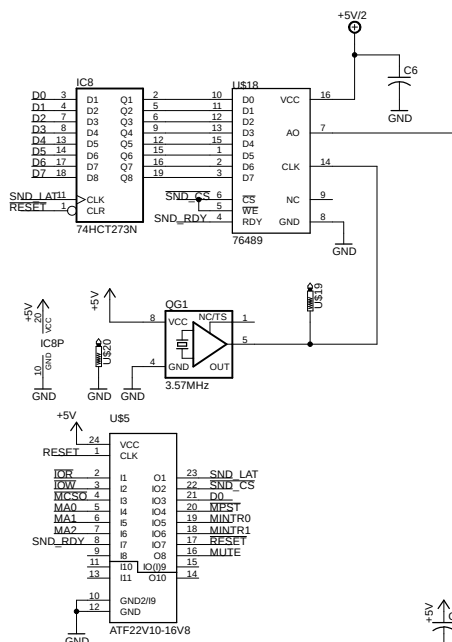 +5V/2
C6
GND
IC8
D0 3 D1 Q1 2
D1 4 D2 Q2 5
D2 7 D3 Q3 6
D3 8 D4 Q4 9
D4 13 D5 Q5 12
D5 14 D6 Q6 15
D6 17 D7 Q7 16
D7 18 D8 Q8 19
SND_LAT 11 CLK
RESET 1 CLR
74HCT273N
U$18
10 D0 VCC 16
11 D1
12 D2
13 D3 AO 7
15 D4
1 D5
2 D6 CLK 14
3 D7
SND_CS 6 CS NC 9
5 WE
SND_RDY 4 RDY GND 8
76489
GND
+5V
20 VCC
IC8P
10 GND
GND
+5V
U$20
GND
GND
QG1
8 VCC NC/TS 1
4 GND OUT 5
3.57MHz
U$19
+5V
U$5
24 VCC
RESET 1 CLK
IOR 2 I1 O1 23 SND_LAT
IOW 3 I2 IO2 22 SND_CS
MCSO 4 I3 IO3 21 D0
MA0 5 I4 IO4 20 MPST
MA1 6 I5 IO5 19 MINTR0
MA2 7 I6 IO6 18 MINTR1
SND_RDY 8 I7 IO7 17 RESET
9 I8 O8 16 MUTE
11 I10 IO(I)9 15
13 I11 O10 14
10 GND2/I9
12 GND
GND
ATF22V10-16V8
+5V